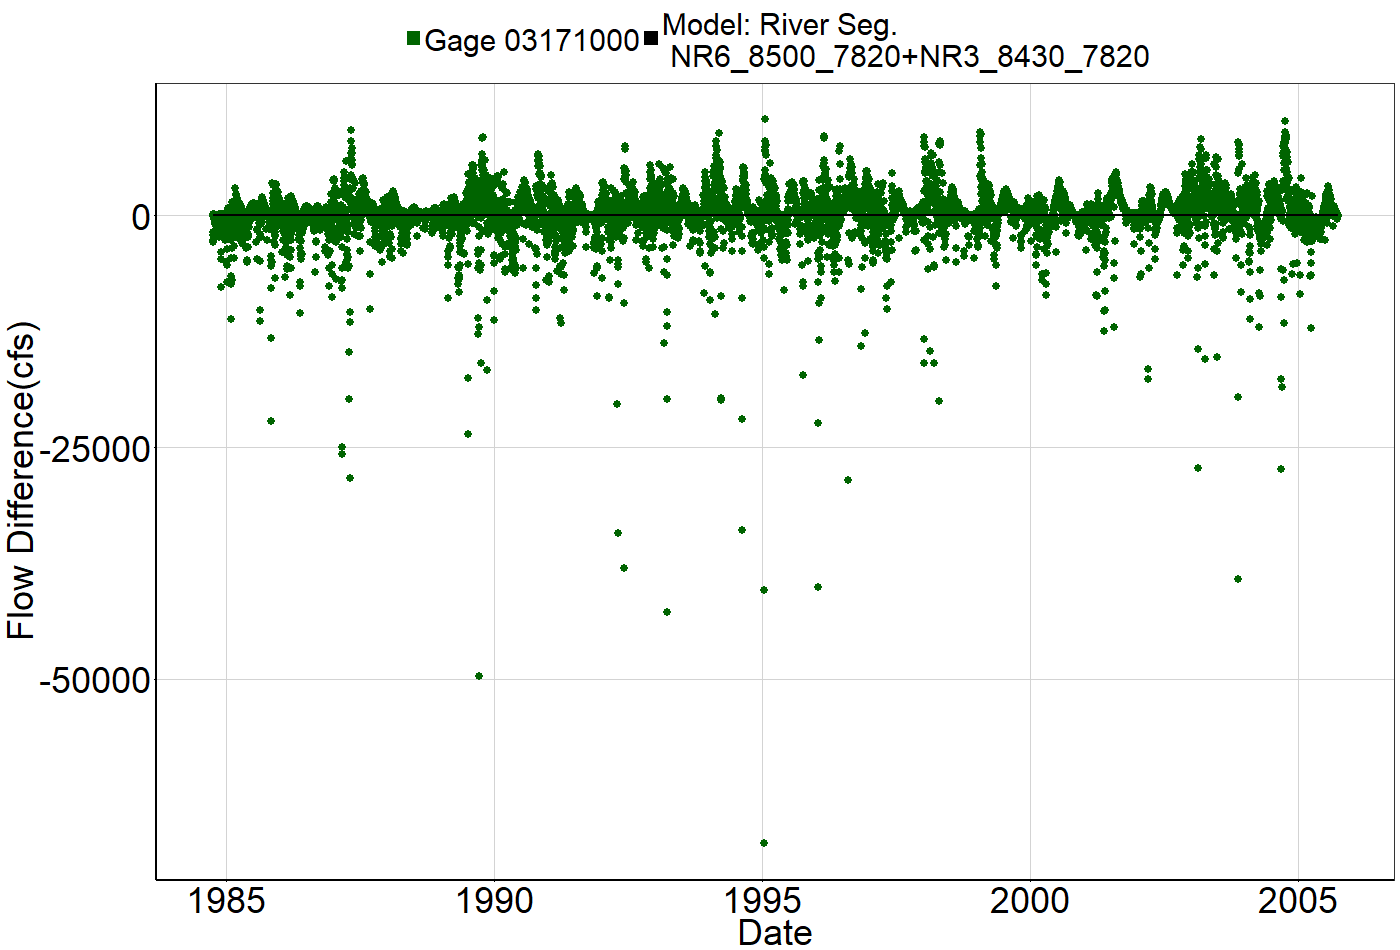 Gage 03171000
Model: River Seg.
NR6_8500_7820+NR3_8430_7820
0
-25000
-50000
Flow Difference(cfs)
1985 1990 1995 2000 2005
Date